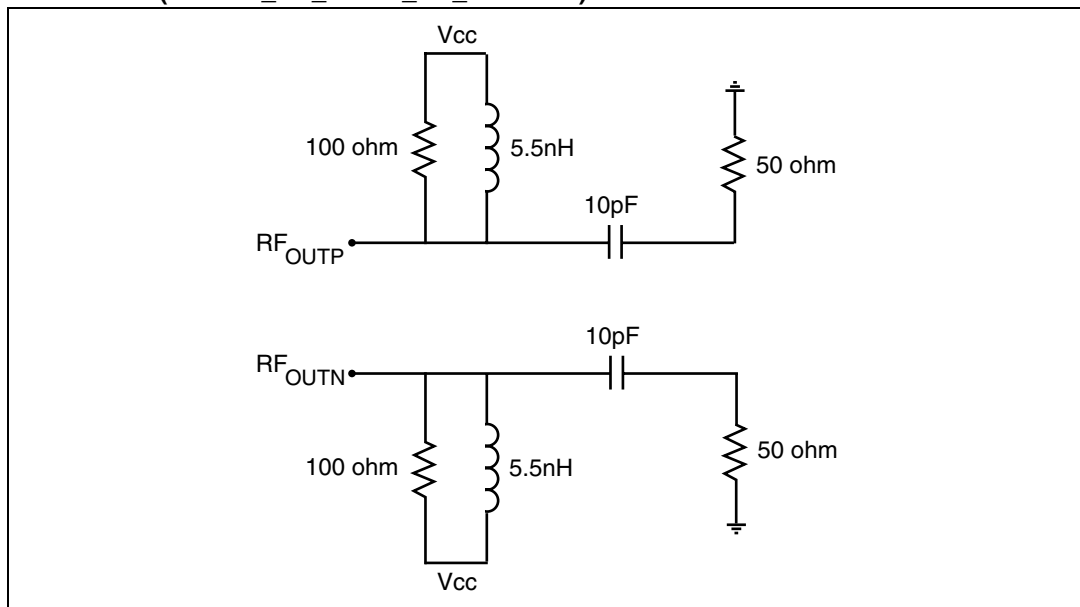 Vcc
100 ohm
5.5nH
50 ohm
10pF
RFOUTP
10pF
RFOUTN
100 ohm
5.5nH
50 ohm
Vcc